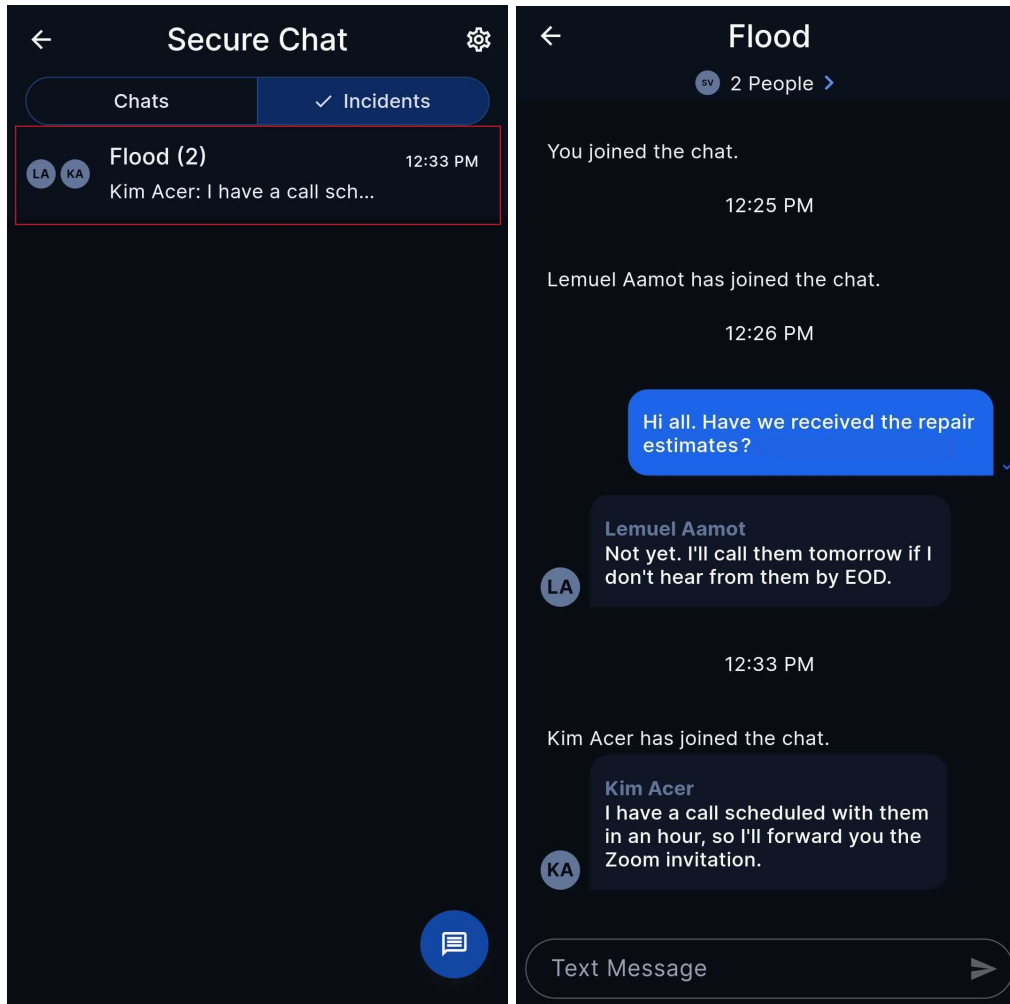 Secure Chat
Chats
Incidents
LA
KA
Flood (2)
12:33 PM
Kim Acer: I have a call sch...
Flood
SV
2 People
You joined the chat.
12:25 PM
Lemuel Aamot has joined the chat.
12:26 PM
Hi all. Have we received the repair
estimates?
Lemuel Aamot
Not yet. I'll call them tomorrow if I
don't hear from them by EOD.
LA
12:33 PM
Kim Acer has joined the chat.
Kim Acer
I have a call scheduled with them
in an hour, so I'll forward you the
Zoom invitation.
KA
Text Message